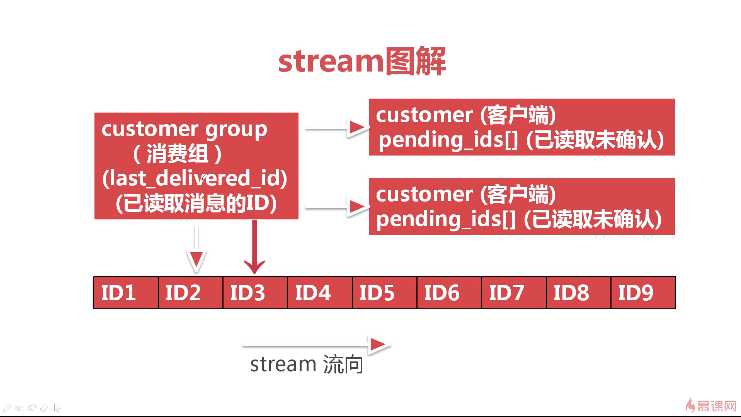 stream图解
customer group
（消费组）
(last_delivered_id)
(已读取消息的ID)
customer (客户端)
pending_ids[] (已读取未确认)
customer (客户端)
pending_ids[] (已读取未确认)
ID1 ID2 ID3 ID4 ID5 ID6 ID7 ID8 ID9
stream 流向
慕课网